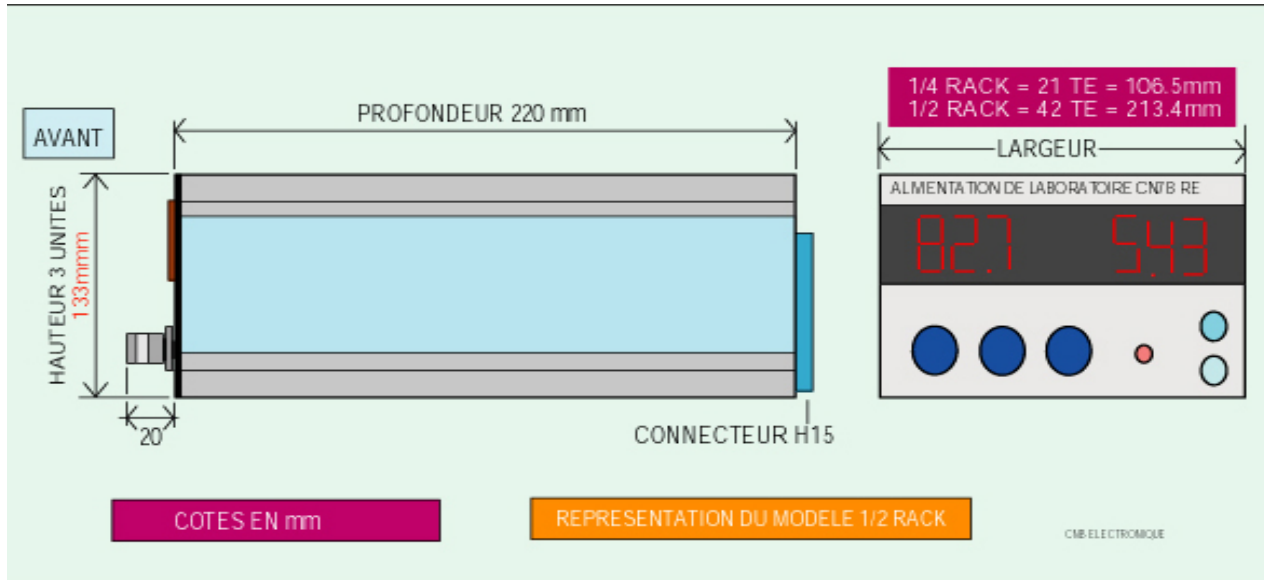 1/4 RACK = 21 TE = 106.5mm
1/2 RACK = 42 TE = 213.4mm
AVANT
PROFONDEUR 220 mm
LARGEUR
HAUTEUR 3 UNITES
133mmm
ALMENTATION DE LABORATOIRE CN7B RE
82.7 5.43
20
CONNECTEUR H15
COTES EN mm
REPRESENTATION DU MODELE 1/2 RACK
CNB ELECTRONIQUE